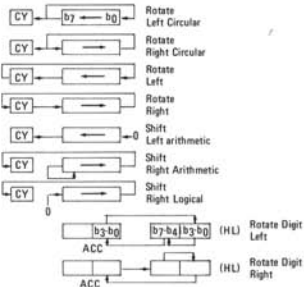 CY b7 b0 Rotate
Left Circular
CY Rotate
Right Circular
CY Rotate
Left
CY Rotate
Right
CY 0 Shift
Left arithmetic
CY Shift
Right Arithmetic
CY Shift
Right Logical
0
b3-b0 b7-b4 b3-b0 (HL) Rotate Digit
Left
ACC
(HL) Rotate Digit
Right
ACC